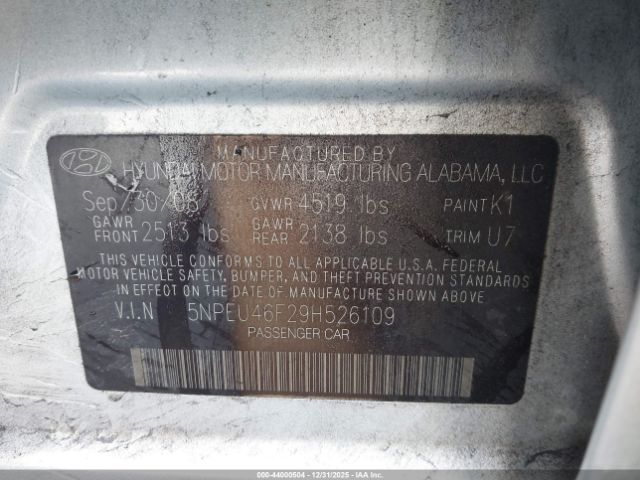 MANUFACTURED BY
HYUNDAI MOTOR MANUFACTURING ALABAMA, LLC
Sep/30/08 GVWR 4519 lbs PAINT K1
GAWR FRONT 2513 lbs GAWR REAR 2138 lbs TRIM U7
THIS VEHICLE CONFORMS TO ALL APPLICABLE U.S.A. FEDERAL
MOTOR VEHICLE SAFETY, BUMPER, AND THEFT PREVENTION STANDARDS
IN EFFECT ON THE DATE OF MANUFACTURE SHOWN ABOVE.
V.I.N 5NPEU46F29H526109
PASSENGER CAR
000-44000504 - 12/31/2025 - IAAI.COM